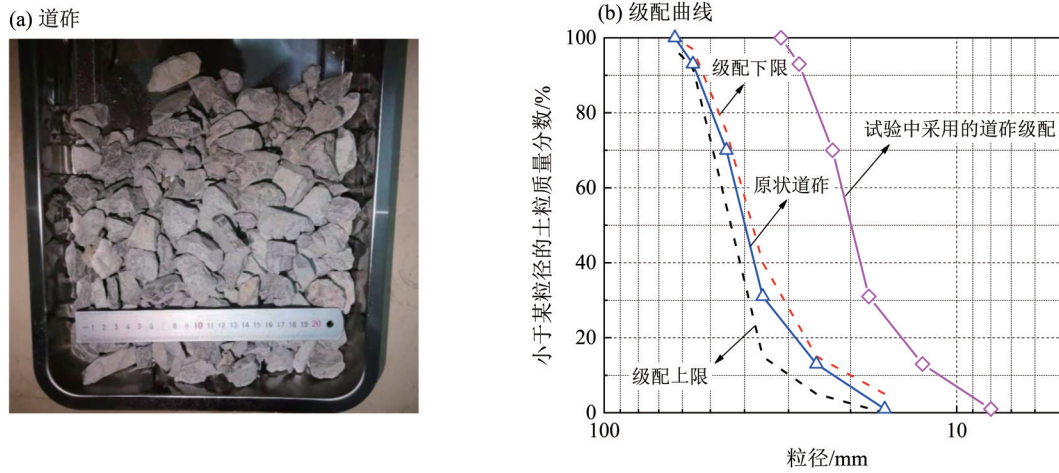 (a) 道砟
1 2 3 4 5 6 7 8 9 10 11 12 13 14 15 16 17 18 19 20
(b) 级配曲线
小于某粒径的土粒质量分数/%
100
80
60
40
20
0
级配下限
试验中采用的道砟级配
原状道砟
级配上限
100
10
粒径/mm